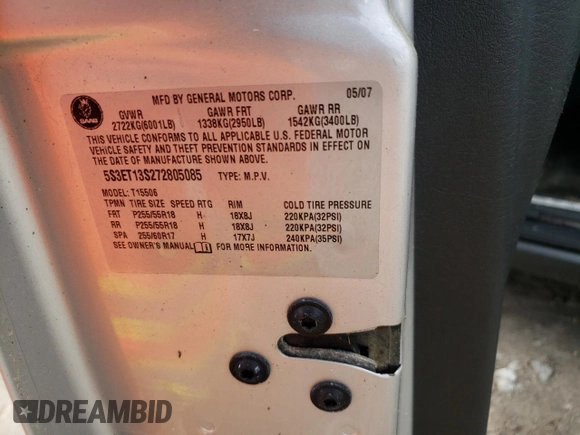 SAAB
MFD BY GENERAL MOTORS CORP. 05/07
GVWR GAWR FRT GAWR RR
2722KG(6001LB) 1338KG(2950LB) 1542KG(3400LB)
THIS VEHICLE CONFORMS TO ALL APPLICABLE U.S. FEDERAL MOTOR
VEHICLE SAFETY AND THEFT PREVENTION STANDARDS IN EFFECT ON
THE DATE OF MANUFACTURE SHOWN ABOVE.
5S3ET13S272805085 TYPE: M.P.V.
MODEL: T15506
TPMN TIRE SIZE SPEED RTG RIM COLD TIRE PRESSURE
FRT P255/55R18 H 18X8J 220KPA(32PSI)
RR P255/55R18 H 18X8J 220KPA(32PSI)
SPA 255/60R17 H 17X7J 240KPA(35PSI)
SEE OWNER'S MANUAL i FOR MORE INFORMATION.
DREAMBID